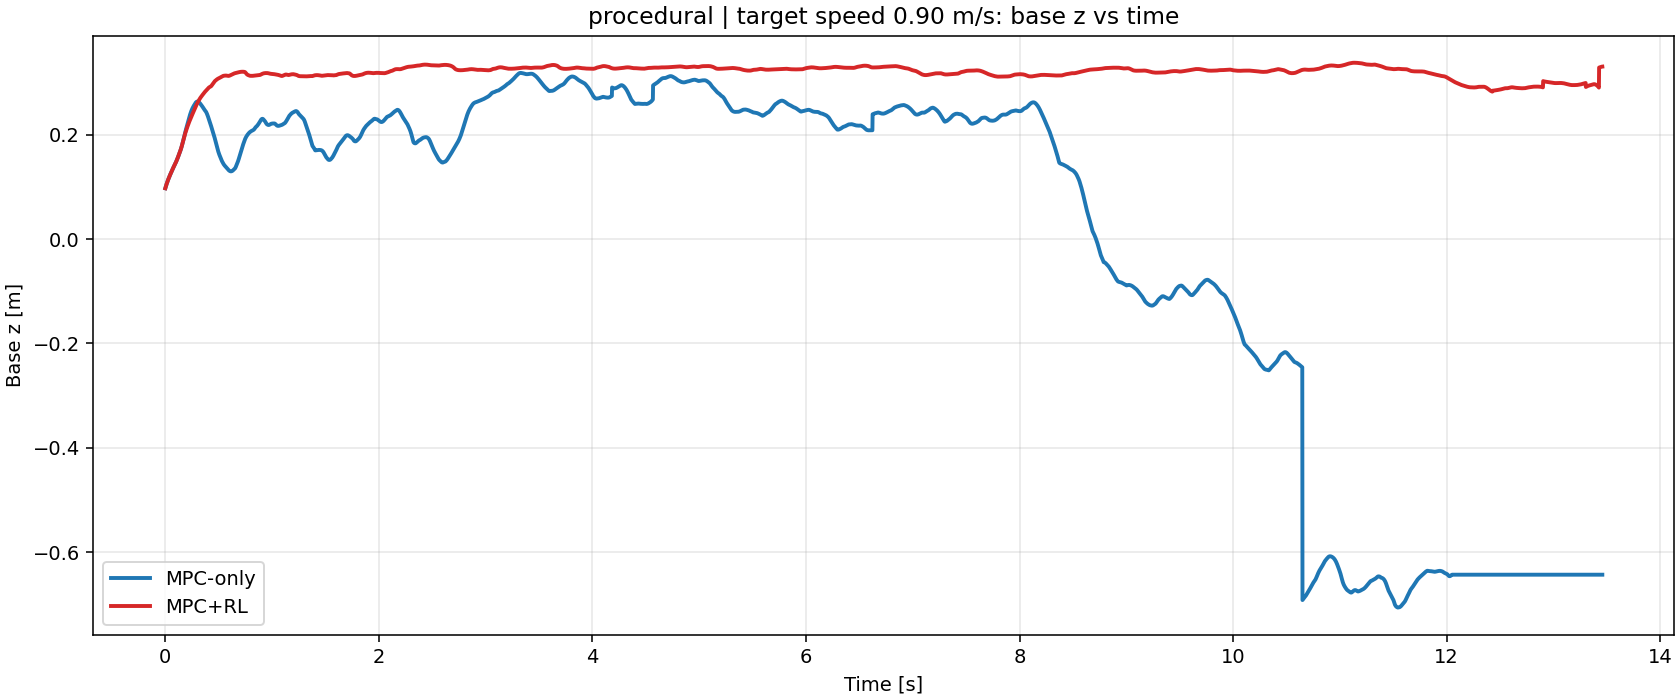 procedural | target speed 0.90 m/s: base z vs time
Base z [m]
0.2
0.0
−0.2
−0.4
−0.6
MPC-only
MPC+RL
0 2 4 6 8 10 12 14
Time [s]